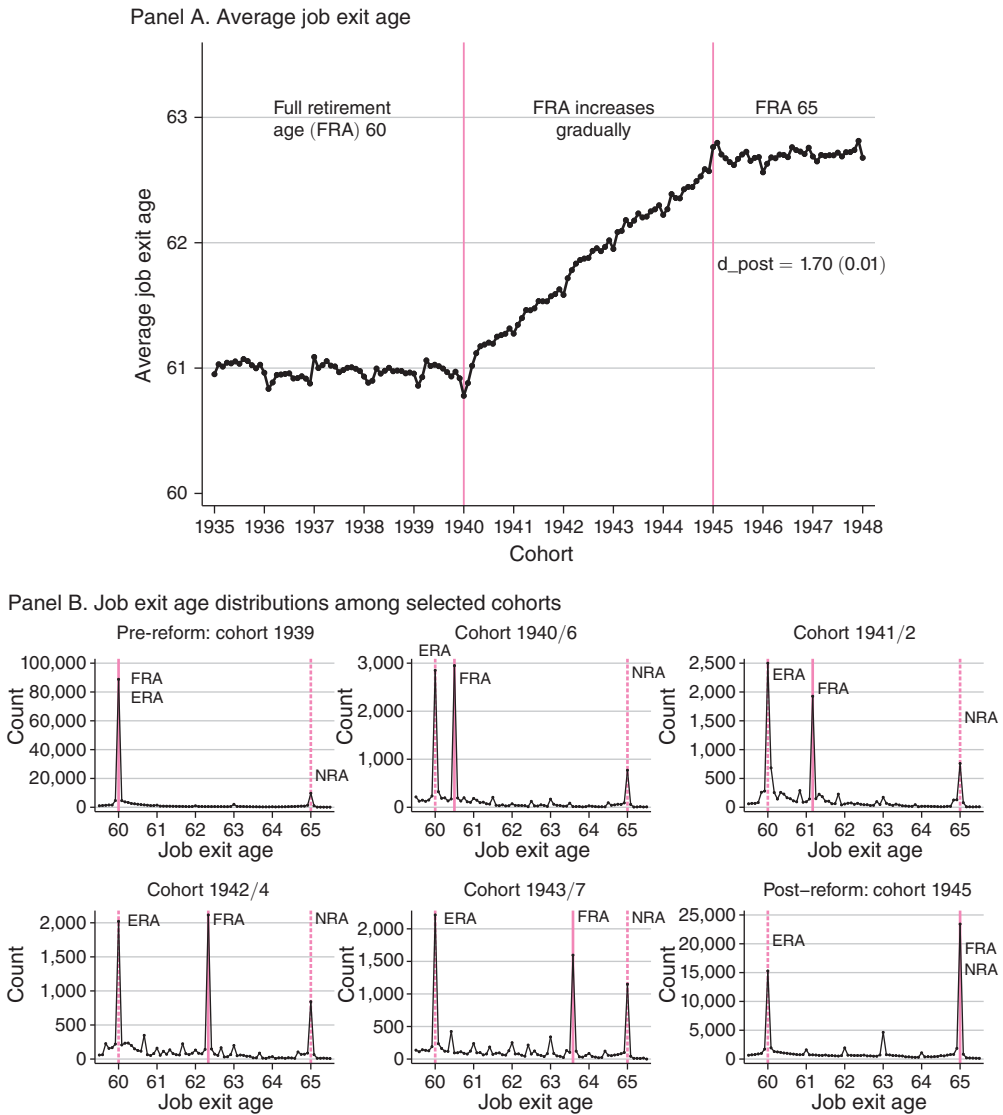 Panel A. Average job exit age
Average job exit age
63
62
61
60
Full retirement
age (FRA) 60
FRA increases
gradually
FRA 65
d_post = 1.70 (0.01)
1935 1936 1937 1938 1939 1940 1941 1942 1943 1944 1945 1946 1947 1948
Cohort
Panel B. Job exit age distributions among selected cohorts
Pre-reform: cohort 1939
Count
100,000
80,000
60,000
40,000
20,000
0
FRA
ERA
NRA
60 61 62 63 64 65
Job exit age
Cohort 1940/6
Count
3,000
2,000
1,000
0
ERA
FRA
NRA
60 61 62 63 64 65
Job exit age
Cohort 1941/2
Count
2,500
2,000
1,500
1,000
500
0
ERA
FRA
NRA
60 61 62 63 64 65
Job exit age
Cohort 1942/4
Count
2,000
1,500
1,000
500
0
ERA
FRA
NRA
60 61 62 63 64 65
Job exit age
Cohort 1943/7
Count
2,000
1,500
1,000
500
0
ERA
FRA
NRA
60 61 62 63 64 65
Job exit age
Post–reform: cohort 1945
Count
25,000
20,000
15,000
10,000
5,000
0
ERA
FRA
NRA
60 61 62 63 64 65
Job exit age